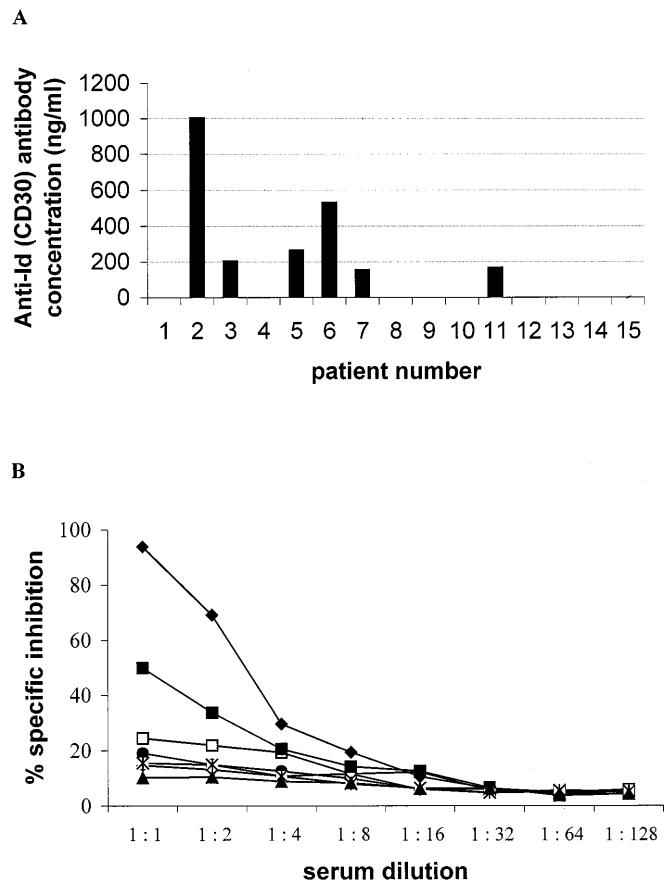 A
Anti-Id (CD30) antibody
concentration (ng/ml)
1200
1000
800
600
400
200
0
1 2 3 4 5 6 7 8 9 10 11 12 13 14 15
patient number
B
% specific inhibition
100
80
60
40
20
0
1 : 1 1 : 2 1 : 4 1 : 8 1 : 16 1 : 32 1 : 64 1 : 128
serum dilution